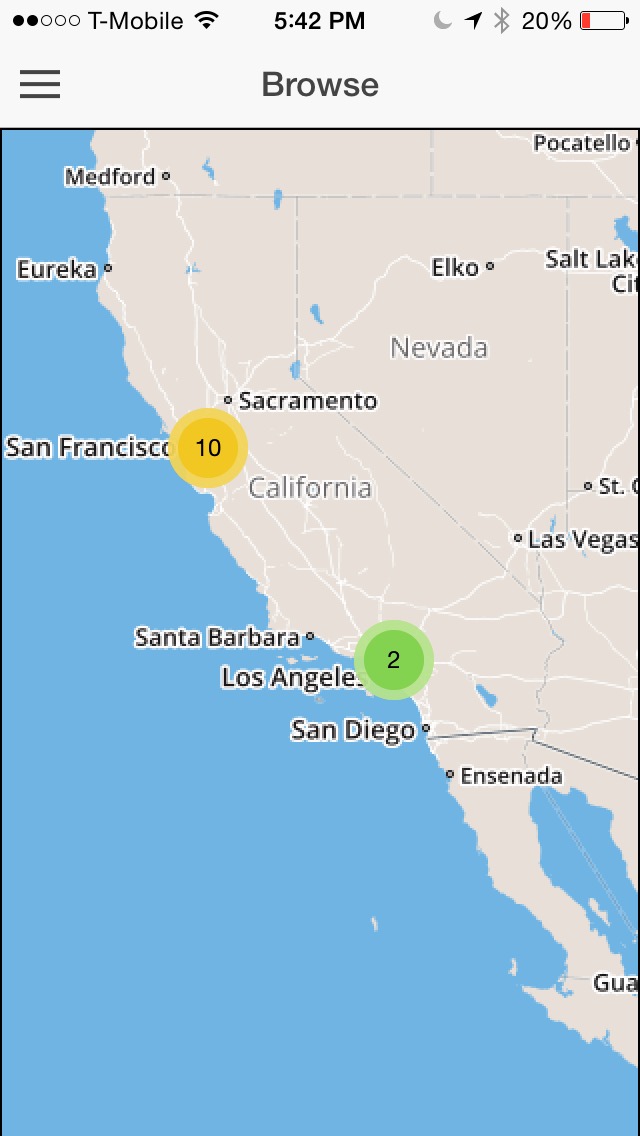 T-Mobile 5:42 PM 20%
Browse
Pocatello
Medford
Salt Lak
Eureka
Elko
Cit
Nevada
Sacramento
San Francisco
10
California
St. G
Las Vegas
Santa Barbara
2
Los Angeles
San Diego
Ensenada
Gua